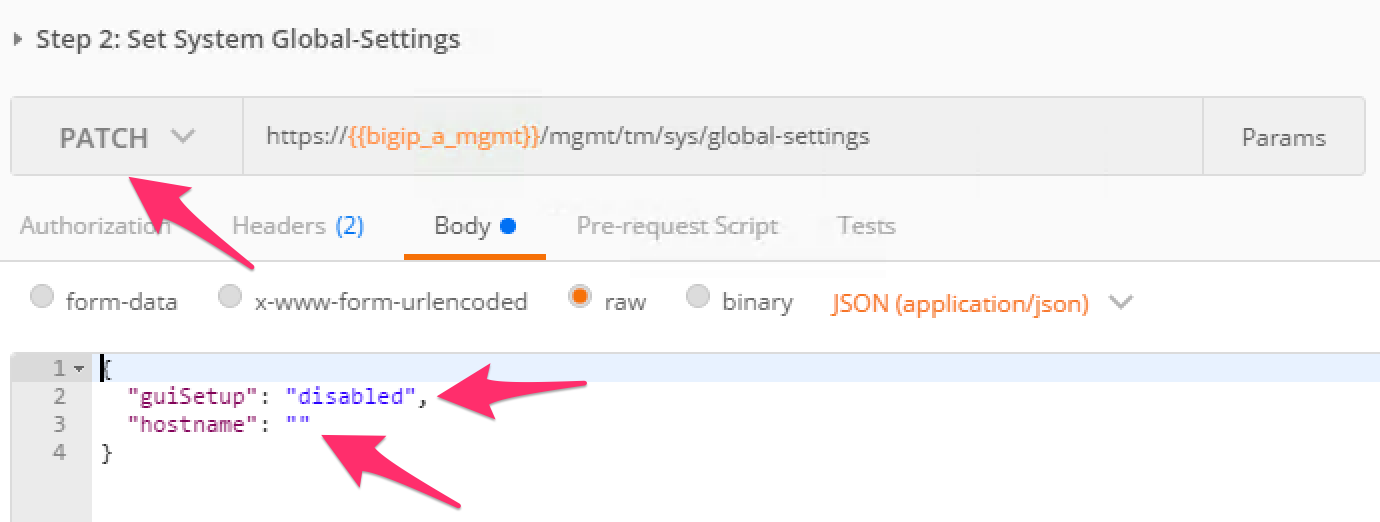 Step 2: Set System Global-Settings
PATCH https://{{bigip_a_mgmt}}/mgmt/tm/sys/global-settings Params
Authorization Headers (2) Body Pre-request Script Tests
form-data x-www-form-urlencoded raw binary JSON (application/json)
1 {
2 "guiSetup": "disabled",
3 "hostname": ""
4 }